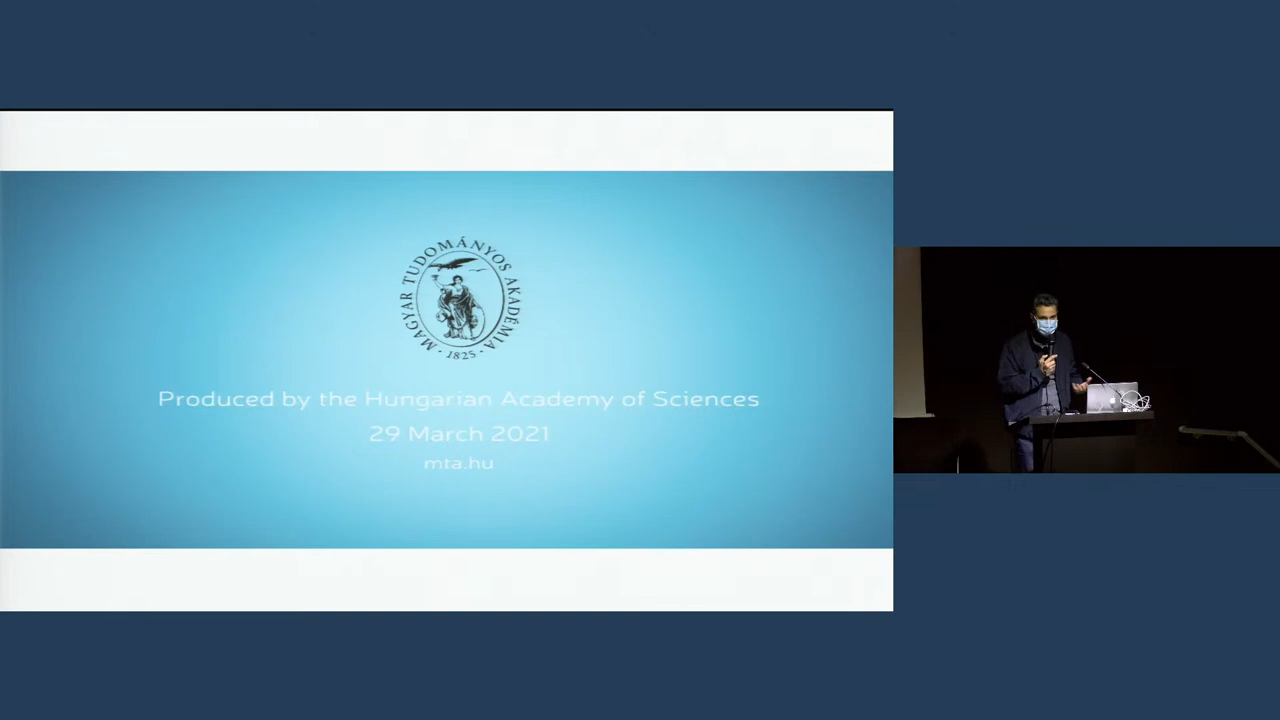 MAGYAR TUDOMÁNYOS AKADÉMIA
· 1825 ·
Produced by the Hungarian Academy of Sciences
29 March 2021
mta.hu